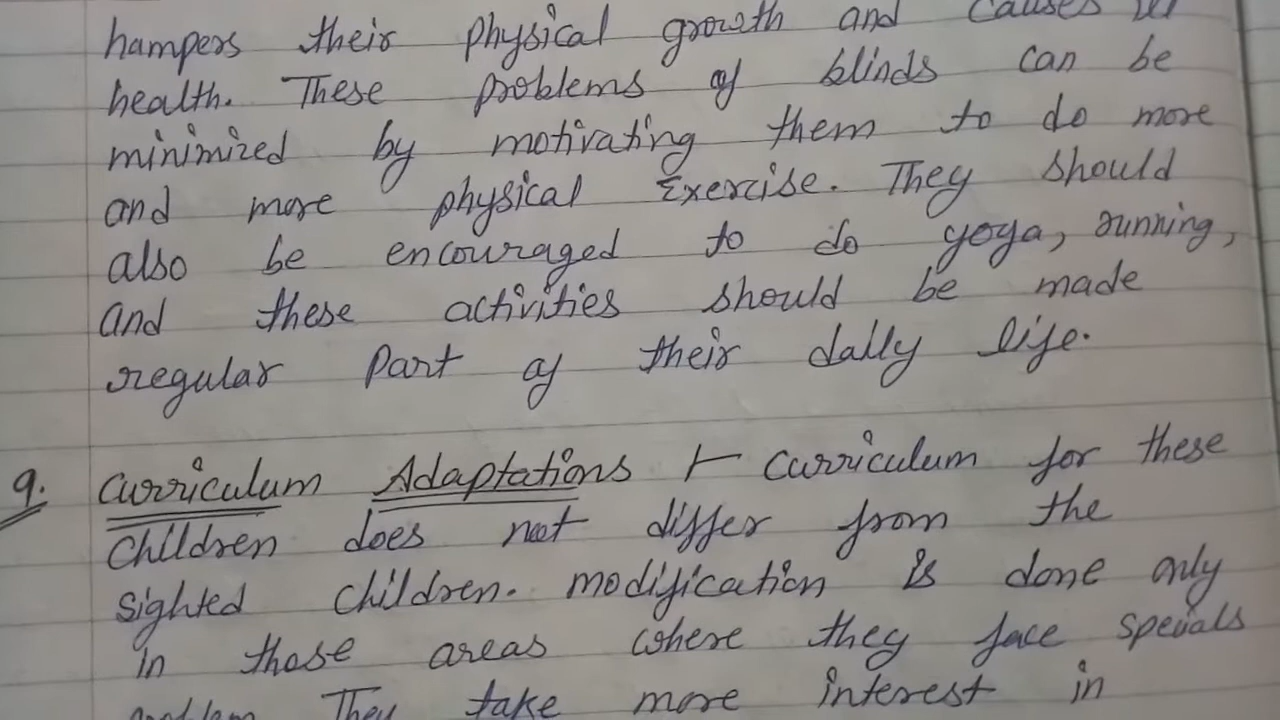 hampers their physical growth and causes ill
health. These problems of blinds can be
minimized by motivating them to do more
and more physical Exercise. They should
also be encouraged to do yoga, running,
and these activities should be made
regular Part of their dally life.
9. Curriculum Adaptations :- Curriculum for these
Children does not differ from the
sighted children. modification is done only
in those areas where they face specials
problem They take more interest in